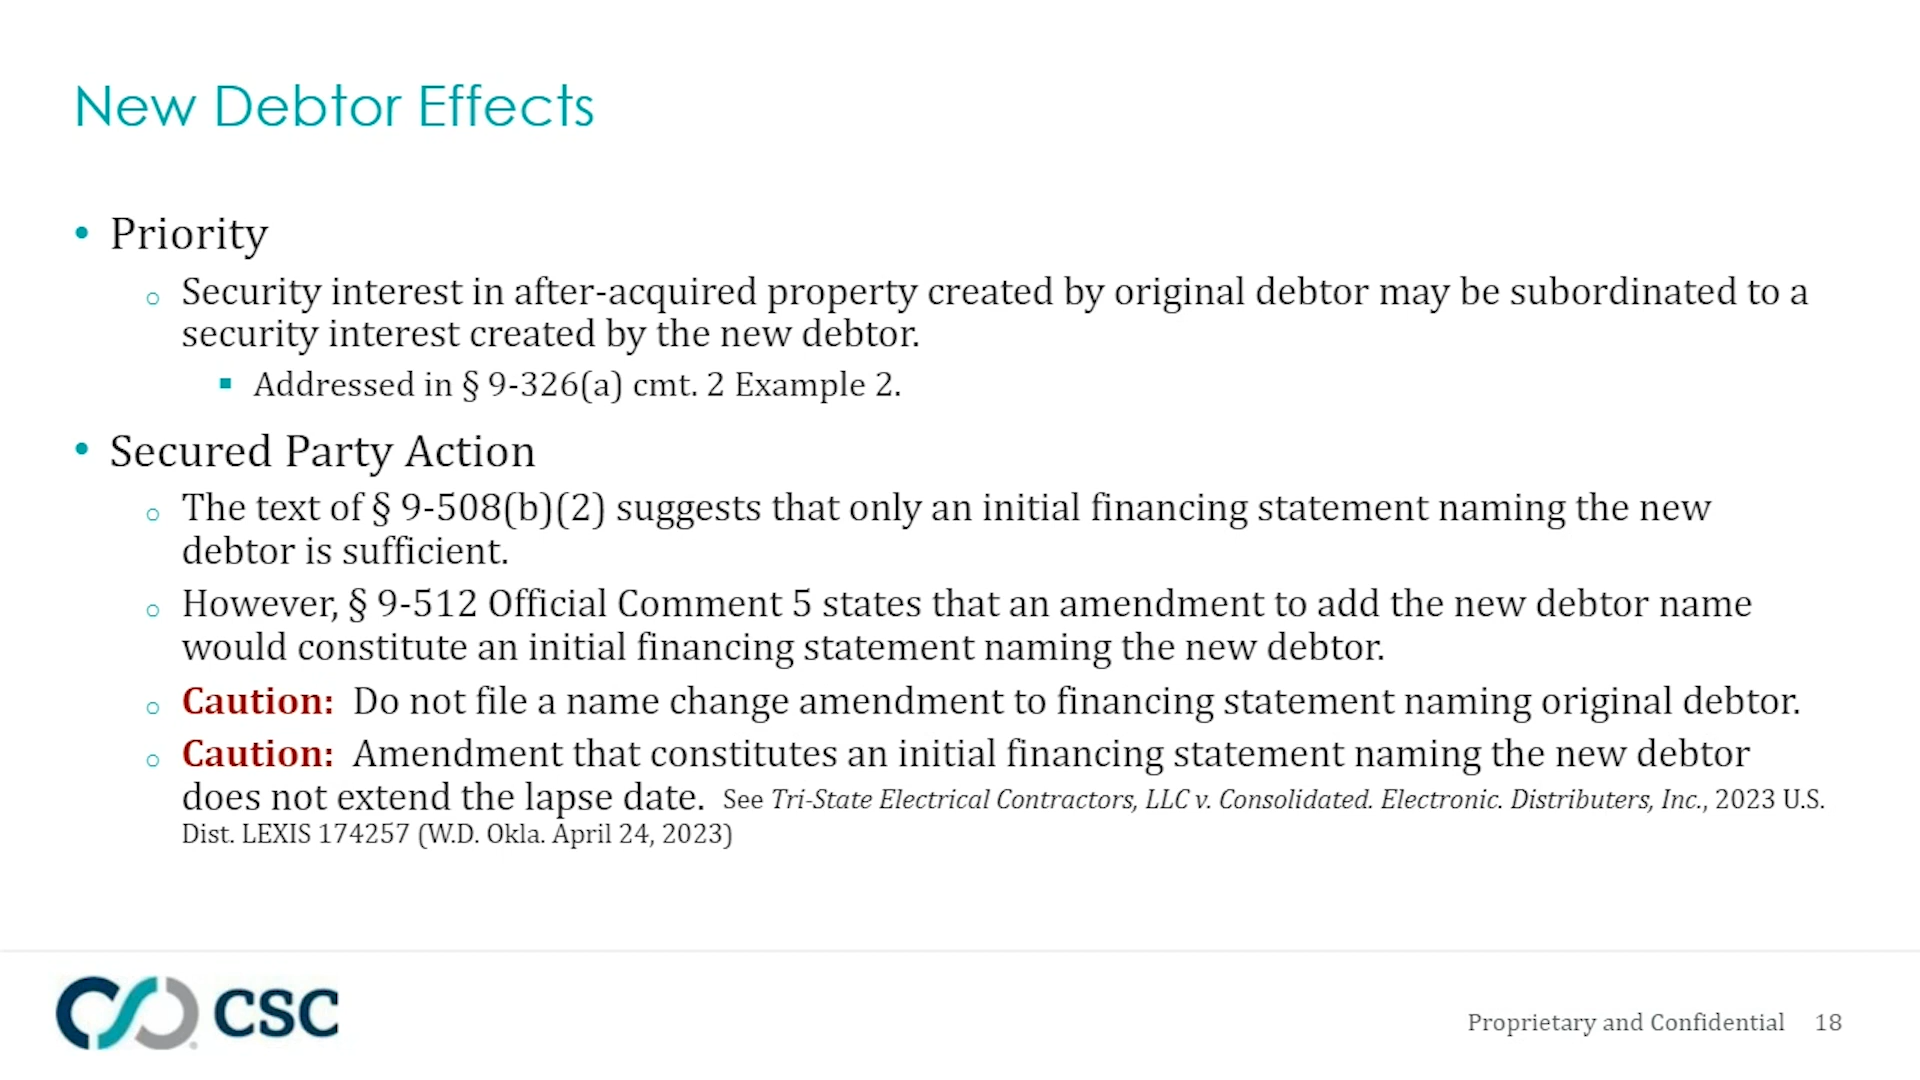 New Debtor Effects
• Priority
o Security interest in after-acquired property created by original debtor may be subordinated to a
security interest created by the new debtor.
▪ Addressed in § 9-326(a) cmt. 2 Example 2.
• Secured Party Action
o The text of § 9-508(b)(2) suggests that only an initial financing statement naming the new
debtor is sufficient.
o However, § 9-512 Official Comment 5 states that an amendment to add the new debtor name
would constitute an initial financing statement naming the new debtor.
o Caution: Do not file a name change amendment to financing statement naming original debtor.
o Caution: Amendment that constitutes an initial financing statement naming the new debtor
does not extend the lapse date. See Tri-State Electrical Contractors, LLC v. Consolidated. Electronic. Distributers, Inc., 2023 U.S.
Dist. LEXIS 174257 (W.D. Okla. April 24, 2023)
CSC
Proprietary and Confidential 18